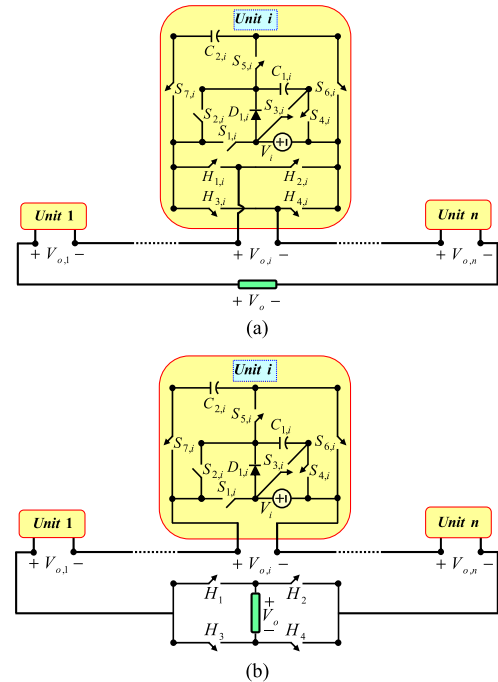 Unit i
C2,i
S5,i
C1,i
S7,i
S6,i
S2,i
D1,i
S3,i
S4,i
S1,i
Vi
H1,i
H2,i
H3,i
H4,i
Unit 1
Unit n
+ Vo,1 −
+ Vo,i −
+ Vo,n −
+ Vo −
(a)
Unit i
C2,i
S5,i
C1,i
S7,i
S6,i
S2,i
D1,i
S3,i
S4,i
S1,i
Vi
Unit 1
Unit n
+ Vo,1 −
+ Vo,i −
+ Vo,n −
H1
H2
+
Vo
−
H3
H4
(b)